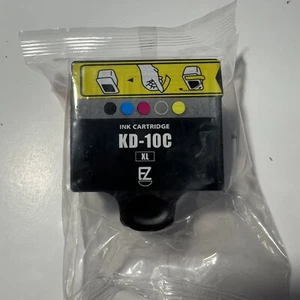 INK CARTRIDGE
KD-10C
XL
EZ